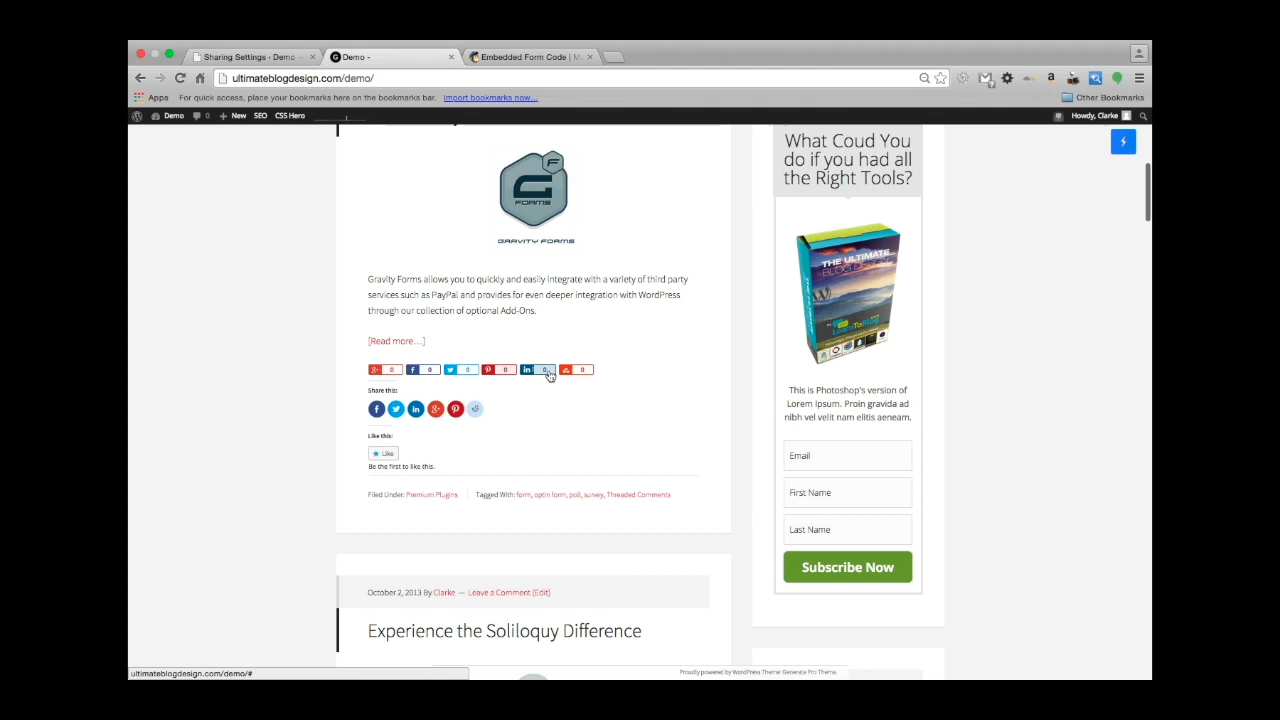 Sharing Settings · Demo –
Demo -
Embedded Form Code | M
ultimateblogdesign.com/demo/
Apps For quick access, place your bookmarks here on the bookmarks bar. Import bookmarks now...
Other Bookmarks
Demo 0 + New SEO CSS Hero
Howdy, Clarke
F
G
FORMS
GRAVITY FORMS
Gravity Forms allows you to quickly and easily integrate with a variety of third party
services such as PayPal and provides for even deeper integration with WordPress
through our collection of optional Add-Ons.
[Read more...]
0 0 0 0 0 0
Share this:
Like this:
Like
Be the first to like this.
Filed Under: Premium Plugins
Tagged With: form, optin form, poll, survey, Threaded Comments
October 2, 2013 By Clarke — Leave a Comment (Edit)
Experience the Soliloquy Difference
What Coud You
do if you had all
the Right Tools?
THE ULTIMATE
BLOG DESIGN
LearnToBlog
This is Photoshop's version of
Lorem Ipsum. Proin gravida ad
nibh vel velit nam elitis aeneam.
Email
First Name
Last Name
Subscribe Now
ultimateblogdesign.com/demo/#
Proudly powered by WordPress Theme: Generate Pro Theme.